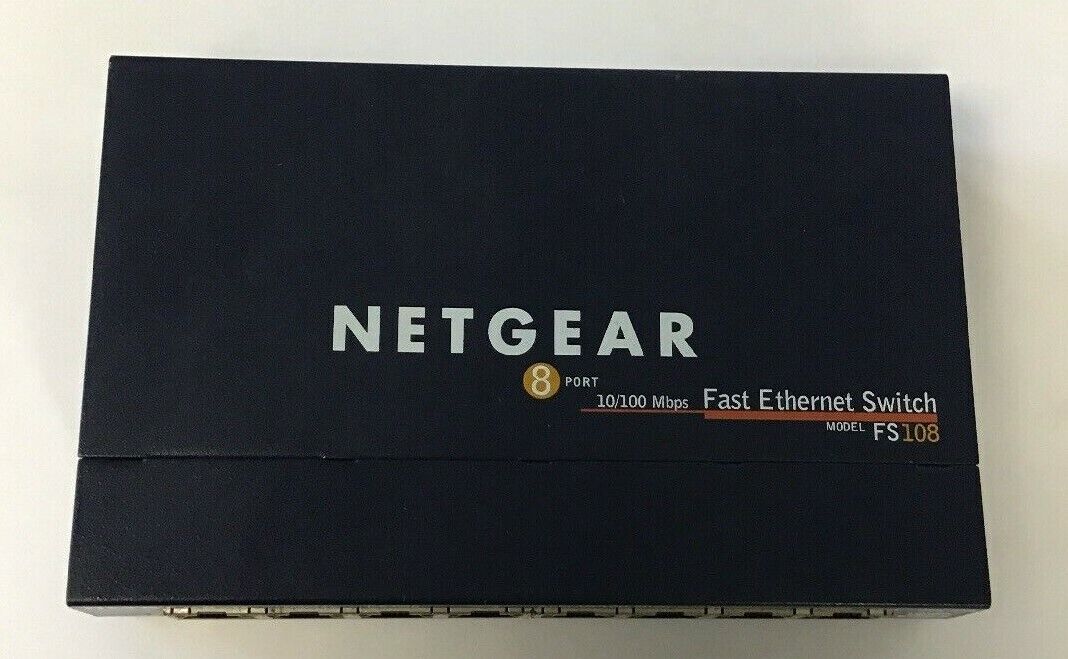 NETGEAR
8 PORT
10/100 Mbps Fast Ethernet Switch
MODEL FS108